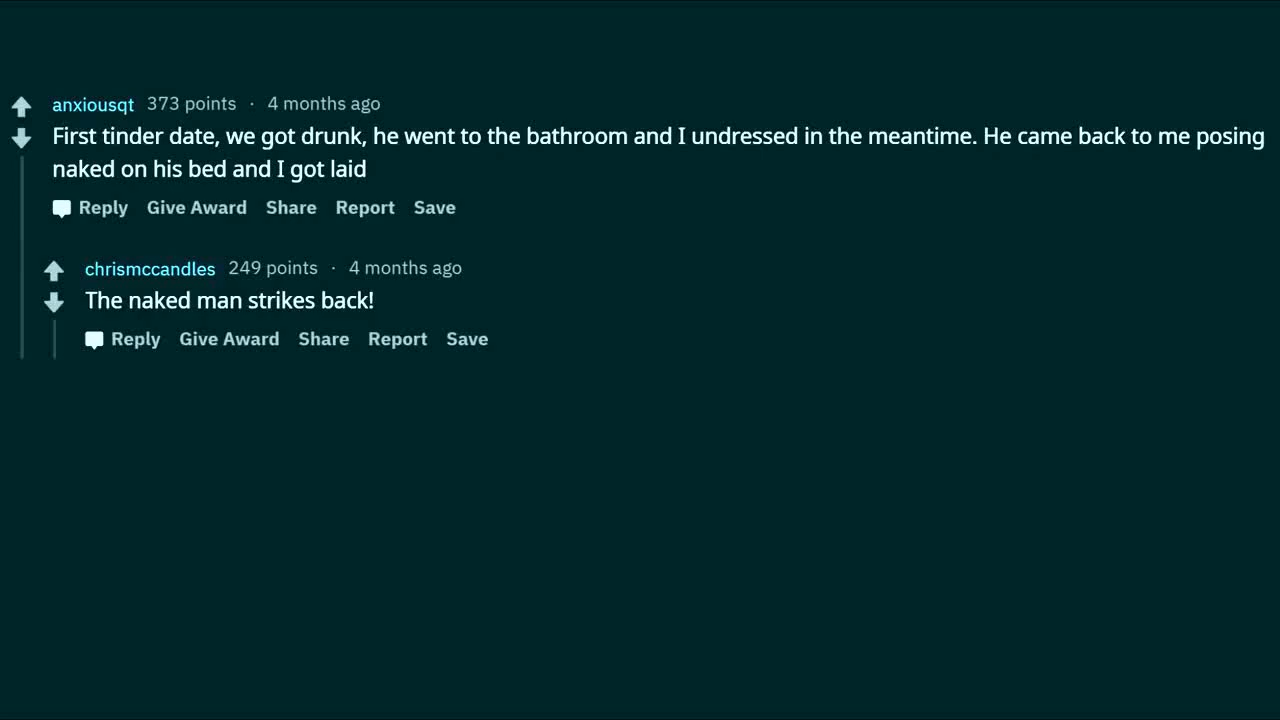 anxiousqt 373 points · 4 months ago
First tinder date, we got drunk, he went to the bathroom and I undressed in the meantime. He came back to me posing
naked on his bed and I got laid
Reply Give Award Share Report Save
chrismccandles 249 points · 4 months ago
The naked man strikes back!
Reply Give Award Share Report Save